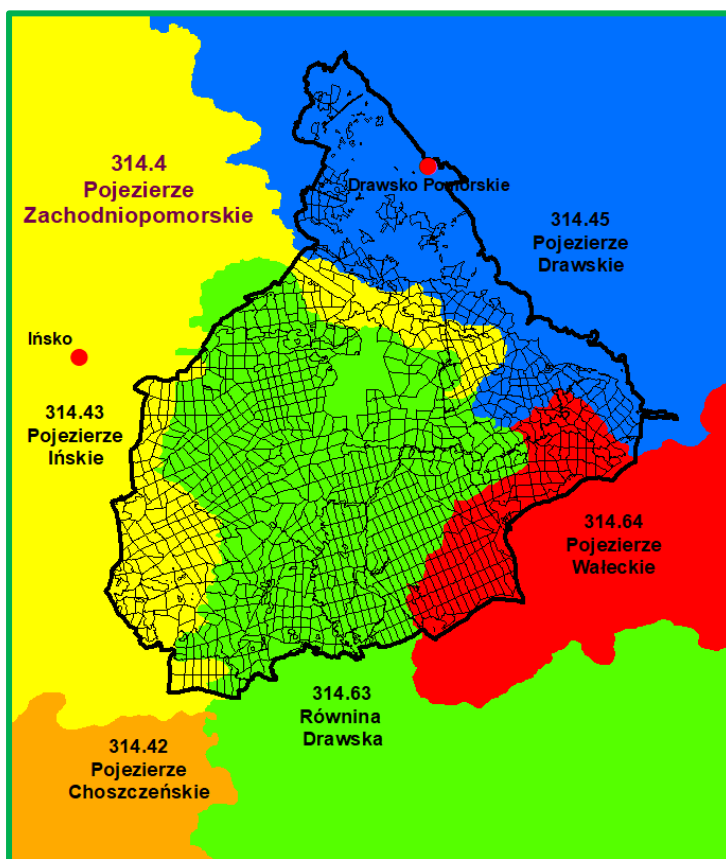 314.4
Pojezierze
Zachodniopomorskie
Drawsko Pomorskie
314.45
Pojezierze
Drawskie
Ińsko
314.43
Pojezierze
Ińskie
314.64
Pojezierze
Wałeckie
314.63
Równina
Drawska
314.42
Pojezierze
Choszczeńskie